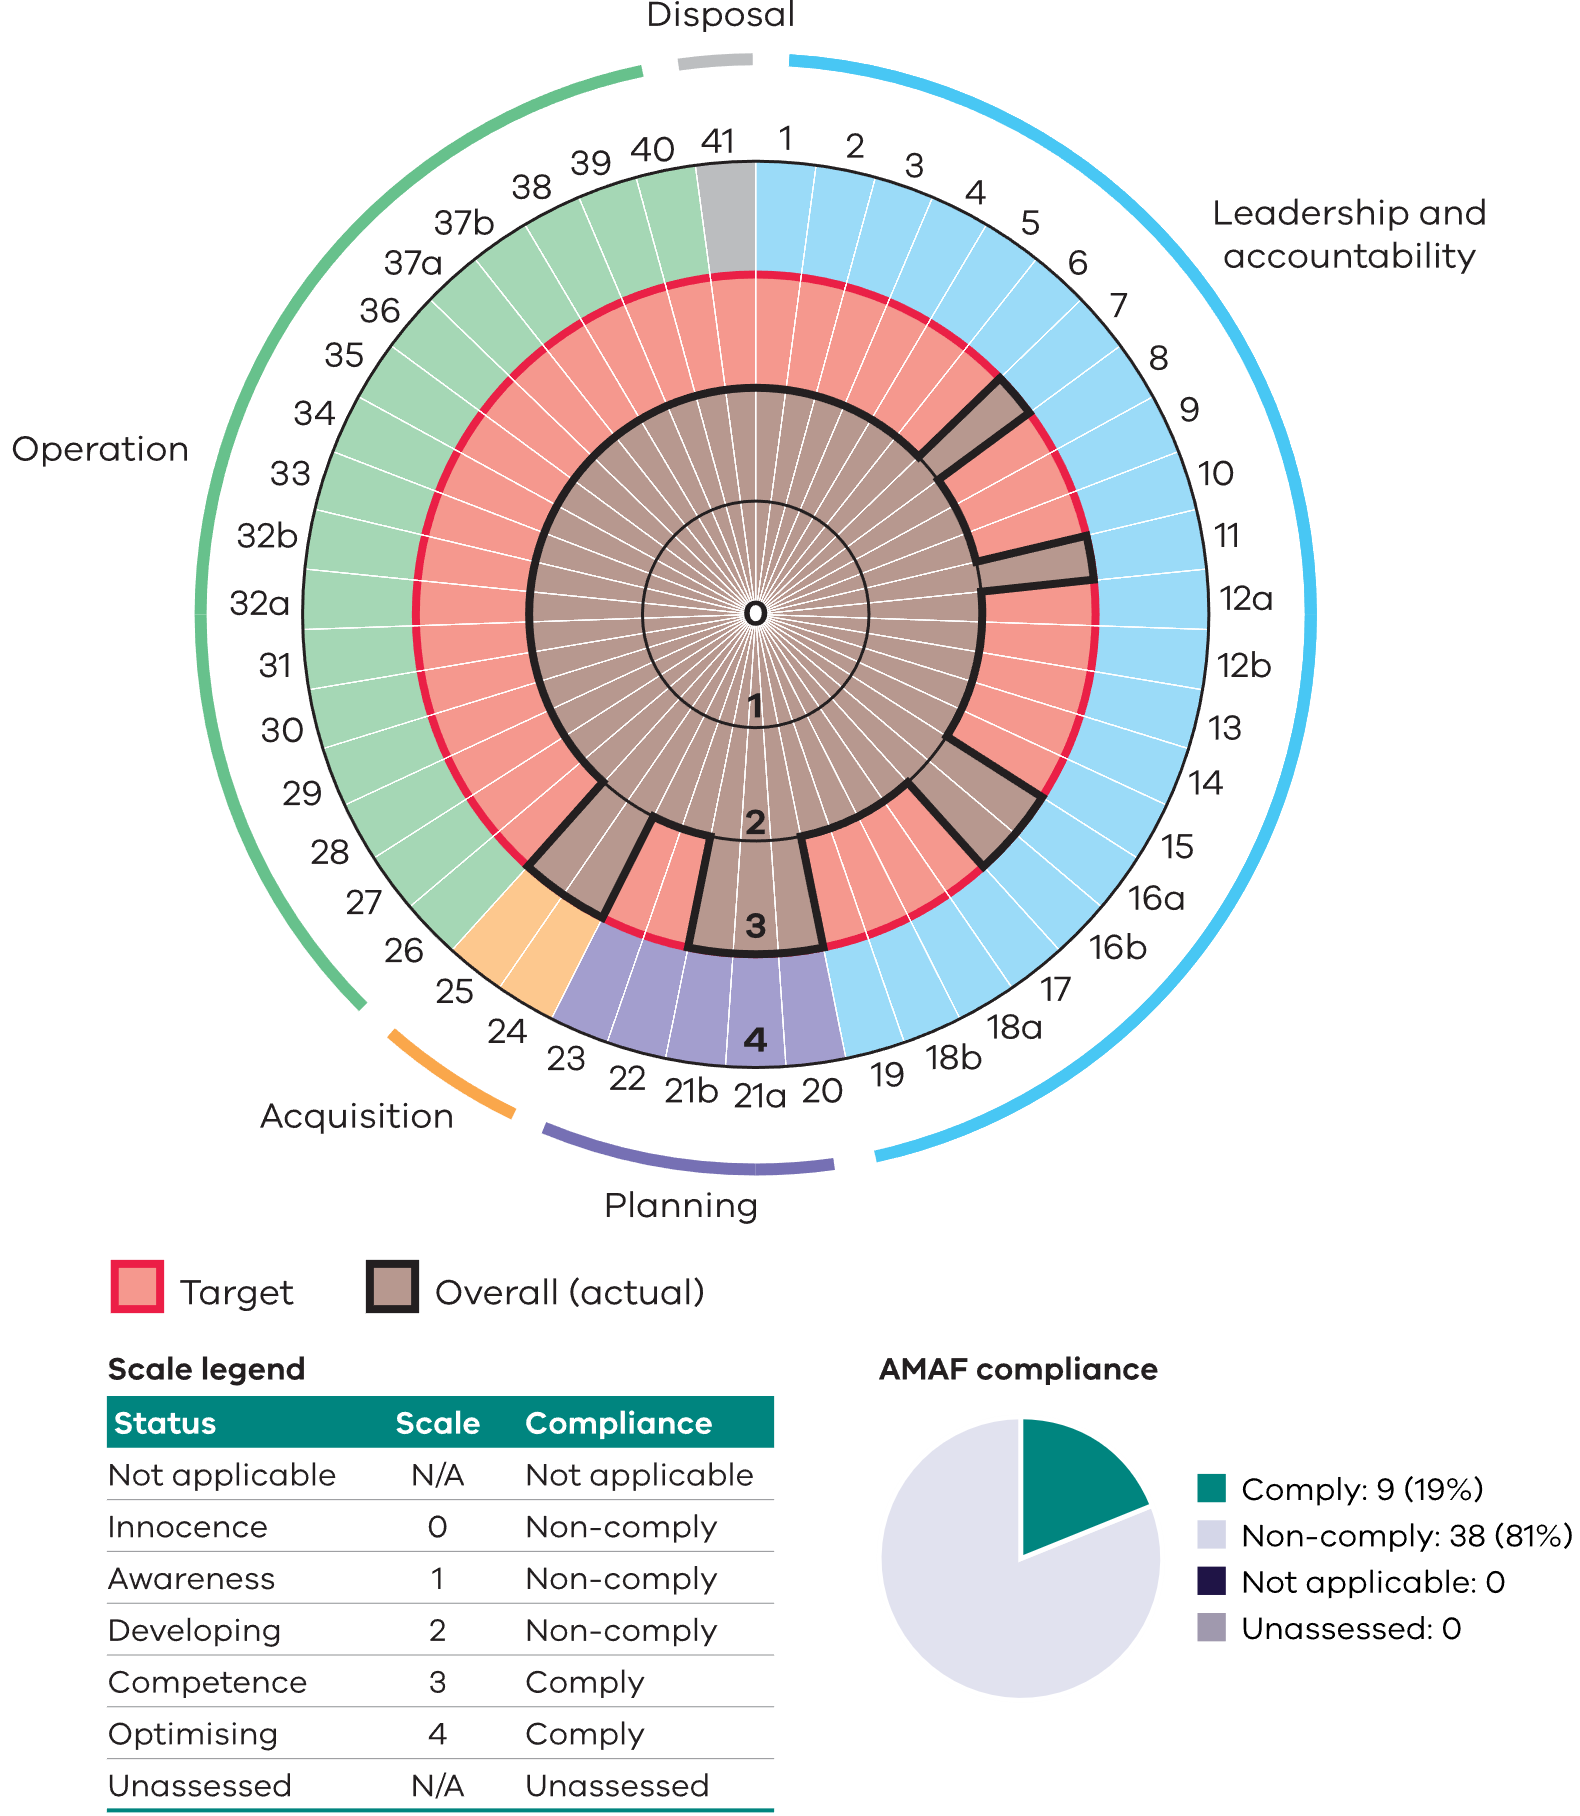 Disposal
Leadership and
accountability
Operation
Acquisition
Planning
1
2
3
4
5
6
7
8
9
10
11
12a
12b
13
14
15
16a
16b
17
18a
18b
19
20
21a
21b
22
23
24
25
26
27
28
29
30
31
32a
32b
33
34
35
36
37a
37b
38
39
40
41
0
1
2
3
4
Target
Overall (actual)
Scale legend
Status Scale Compliance
Not applicable N/A Not applicable
Innocence 0 Non-comply
Awareness 1 Non-comply
Developing 2 Non-comply
Competence 3 Comply
Optimising 4 Comply
Unassessed N/A Unassessed
AMAF compliance
Comply: 9 (19%)
Non-comply: 38 (81%)
Not applicable: 0
Unassessed: 0